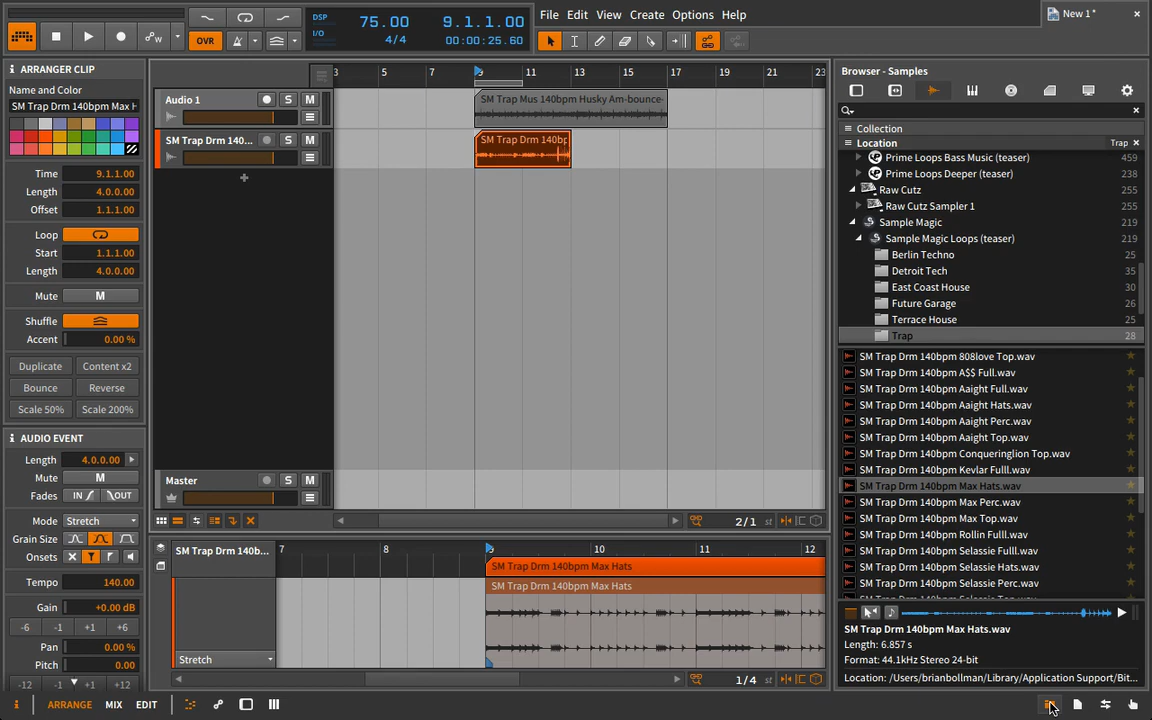 DSP
I/O
75.00
4/4
9.1.1.00
00:00:25.60
File Edit View Create Options Help
New 1*
OVR
ARRANGER CLIP
Name and Color
SM Trap Drm 140bpm Max H
Time 9.1.1.00
Length 4.0.0.00
Offset 1.1.1.00
Loop
Start 1.1.1.00
Length 4.0.0.00
Mute M
Shuffle
Accent 0.00 %
Duplicate Content x2
Bounce Reverse
Scale 50% Scale 200%
AUDIO EVENT
Length 4.0.0.00
Mute M
Fades IN OUT
Mode Stretch
Grain Size
Onsets
Tempo 140.00
Gain +0.00 dB
-6 -1 +1 +6
Pan 0.00 %
Pitch 0.00
-12 -1 +1 +12
3 5 7 9 11 13 15 17 19 21 23
Audio 1 S M
SM Trap Mus 140bpm Husky Am-bounce-
SM Trap Drm 140... S M
SM Trap Drm 140bp
+
Master S M
2/1 st
SM Trap Drm 140b...
7 8 9 10 11 12
SM Trap Drm 140bpm Max Hats
SM Trap Drm 140bpm Max Hats
Stretch
1/4 st
Browser - Samples
Collection
Location Trap
Prime Loops Bass Music (teaser) 459
Prime Loops Deeper (teaser) 238
Raw Cutz 255
Raw Cutz Sampler 1 255
Sample Magic 219
Sample Magic Loops (teaser) 219
Berlin Techno 25
Detroit Tech 35
East Coast House 30
Future Garage 26
Terrace House 25
Trap 28
SM Trap Drm 140bpm 808love Top.wav
SM Trap Drm 140bpm A$$ Full.wav
SM Trap Drm 140bpm Aaight Full.wav
SM Trap Drm 140bpm Aaight Hats.wav
SM Trap Drm 140bpm Aaight Perc.wav
SM Trap Drm 140bpm Aaight Top.wav
SM Trap Drm 140bpm Conqueringlion Top.wav
SM Trap Drm 140bpm Kevlar Fulll.wav
SM Trap Drm 140bpm Max Hats.wav
SM Trap Drm 140bpm Max Perc.wav
SM Trap Drm 140bpm Max Top.wav
SM Trap Drm 140bpm Rollin Fulll.wav
SM Trap Drm 140bpm Selassie Fulll.wav
SM Trap Drm 140bpm Selassie Hats.wav
SM Trap Drm 140bpm Selassie Perc.wav
SM Trap Drm 140bpm Max Hats.wav
Length: 6.857 s
Format: 44.1kHz Stereo 24-bit
Location: /Users/brianbollman/Library/Application Support/Bit...
ARRANGE MIX EDIT